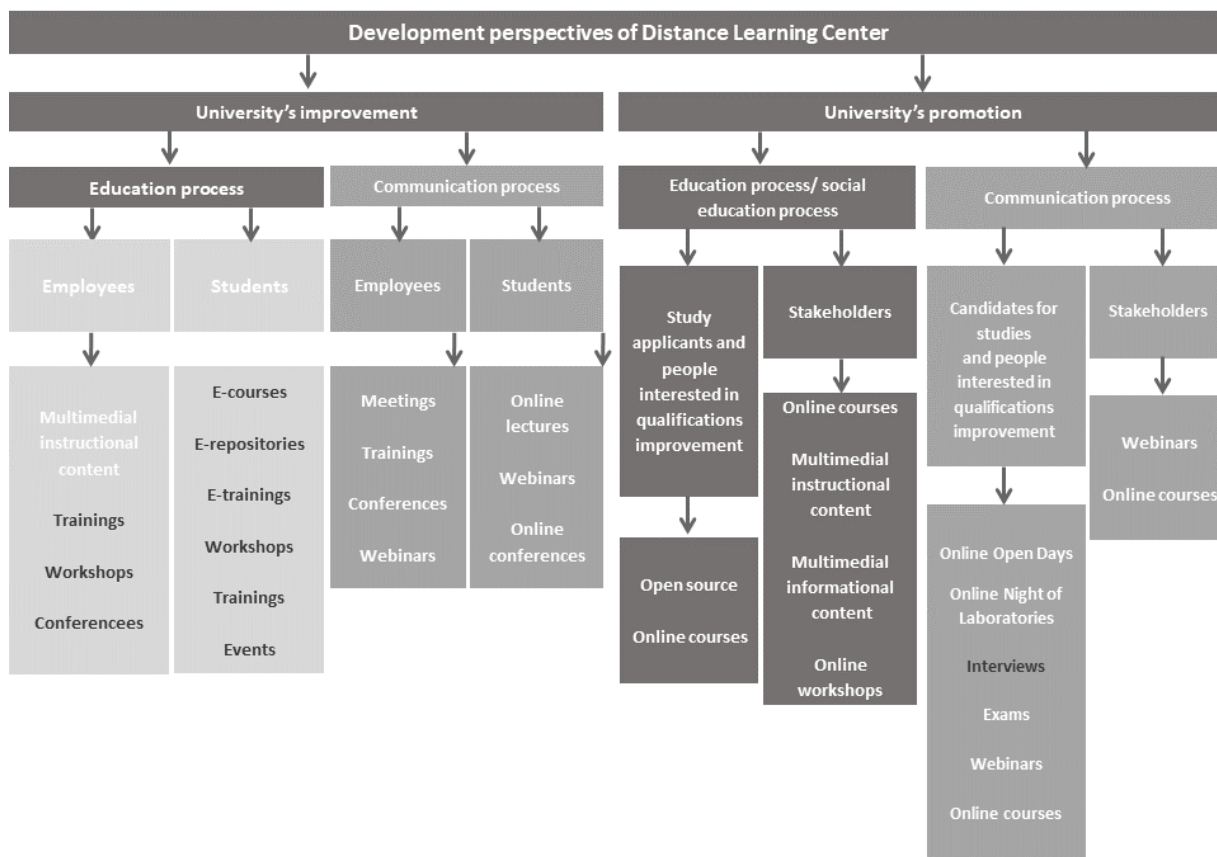 Development perspectives of Distance Learning Center
University's improvement
University's promotion
Education process
Communication process
Education process/ social
education process
Communication process
Employees
Students
Employees
Students
Study
applicants and
people
interested in
qualifications
improvement
Stakeholders
Candidates for
studies
and people
interested in
qualifications
improvement
Stakeholders
Multimedial
instructional
content
Trainings
Workshops
Conferencees
E-courses
E-repositories
E-trainings
Workshops
Trainings
Events
Meetings
Trainings
Conferences
Webinars
Online
lectures
Webinars
Online
conferences
Open source
Online courses
Online courses
Multimedial
instructional
content
Multimedial
informational
content
Online
workshops
Online Open Days
Online Night of
Laboratories
Interviews
Exams
Webinars
Online courses
Webinars
Online courses